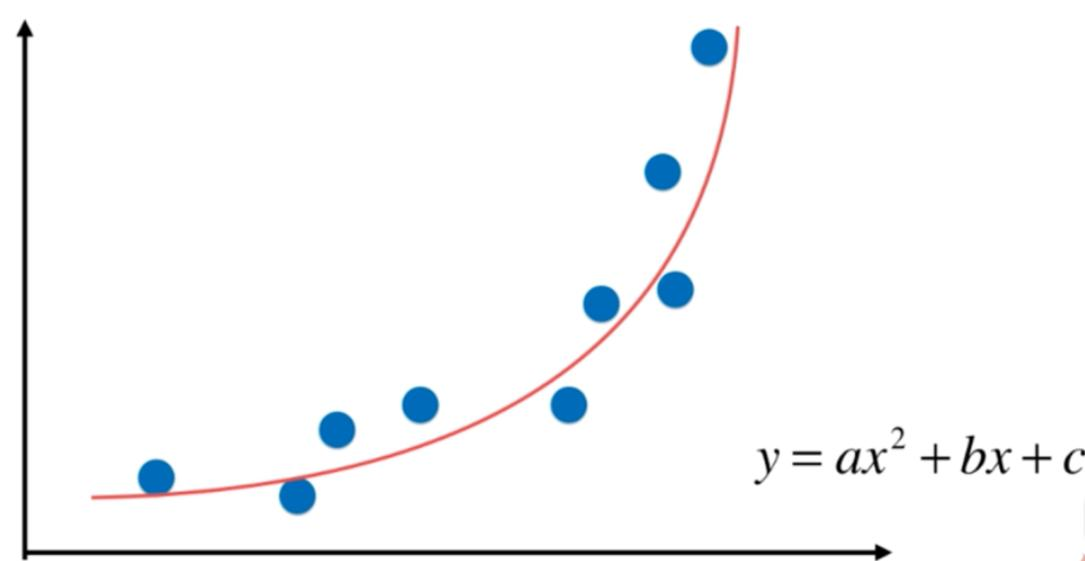 y = ax² + bx + c